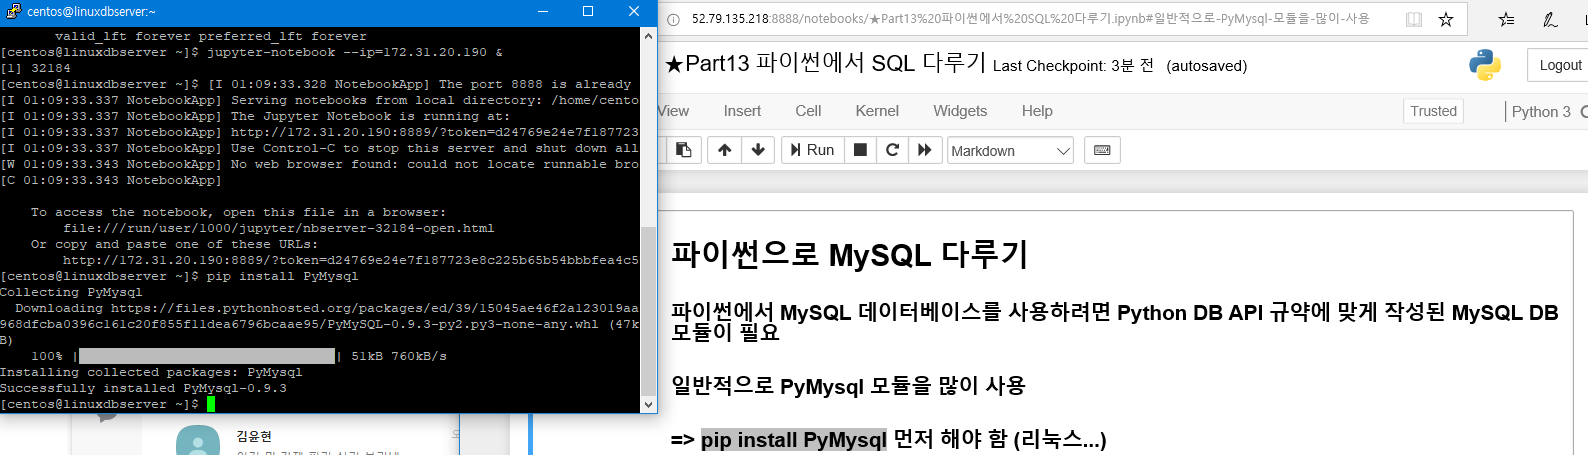 centos@linuxdbserver:~
valid_lft forever preferred_lft forever
[centos@linuxdbserver ~]$ jupyter-notebook --ip=172.31.20.190 &
[1] 32184
[centos@linuxdbserver ~]$ [I 01:09:33.328 NotebookApp] The port 8888 is already
[I 01:09:33.337 NotebookApp] Serving notebooks from local directory: /home/cento
[I 01:09:33.337 NotebookApp] The Jupyter Notebook is running at:
[I 01:09:33.337 NotebookApp] http://172.31.20.190:8889/?token=d24769e24e7f187723
[I 01:09:33.337 NotebookApp] Use Control-C to stop this server and shut down all
[W 01:09:33.343 NotebookApp] No web browser found: could not locate runnable bro
[C 01:09:33.343 NotebookApp]
To access the notebook, open this file in a browser:
file:///run/user/1000/jupyter/nbserver-32184-open.html
Or copy and paste one of these URLs:
http://172.31.20.190:8889/?token=d24769e24e7f187723e8c225b65b54bbbfea4c5
[centos@linuxdbserver ~]$ pip install PyMysql
Collecting PyMysql
Downloading https://files.pythonhosted.org/packages/ed/39/15045ae46f2a123019aa
968dfcba0396c161c20f855f11dea6796bcaae95/PyMySQL-0.9.3-py2.py3-none-any.whl (47k
B)
100% | | 51kB 760kB/s
Installing collected packages: PyMysql
Successfully installed PyMysql-0.9.3
[centos@linuxdbserver ~]$
김윤현
52.79.135.218:8888/notebooks/★Part13%20파이썬에서%20SQL%20다루기.ipynb#일반적으로-PyMysql-모듈을-많이-사용
★Part13 파이썬에서 SQL 다루기 Last Checkpoint: 3분 전 (autosaved)
Logout
View Insert Cell Kernel Widgets Help Trusted Python 3
Run Markdown
파이썬으로 MySQL 다루기
파이썬에서 MySQL 데이터베이스를 사용하려면 Python DB API 규약에 맞게 작성된 MySQL DB
모듈이 필요
일반적으로 PyMysql 모듈을 많이 사용
=> pip install PyMysql 먼저 해야 함 (리눅스...)